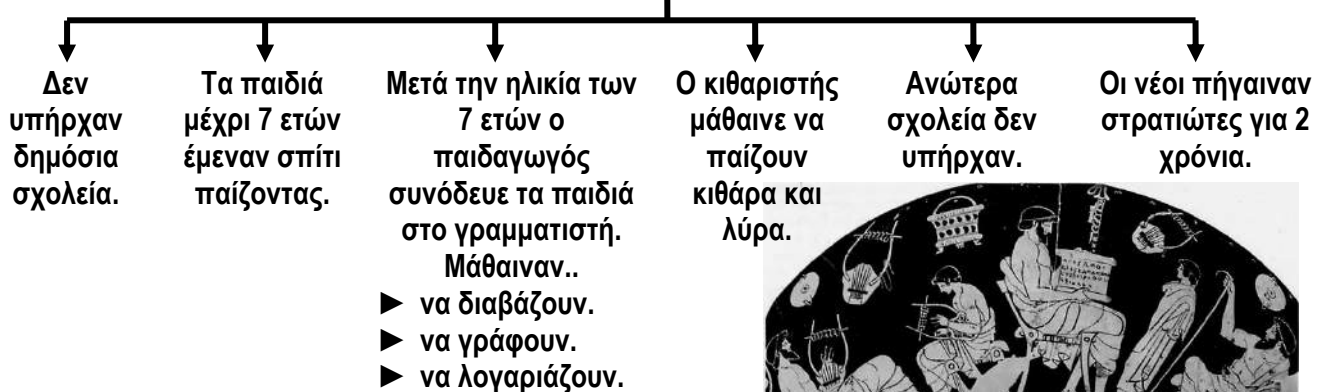 Δεν
υπήρχαν
δημόσια
σχολεία.
Τα παιδιά
μέχρι 7 ετών
έμεναν σπίτι
παίζοντας.
Μετά την ηλικία των
7 ετών ο
παιδαγωγός
συνόδευε τα παιδιά
στο γραμματιστή.
Μάθαιναν..
► να διαβάζουν.
► να γράφουν.
► να λογαριάζουν.
Ο κιθαριστής
μάθαινε να
παίζουν
κιθάρα και
λύρα.
Ανώτερα
σχολεία δεν
υπήρχαν.
Οι νέοι πήγαιναν
στρατιώτες για 2
χρόνια.